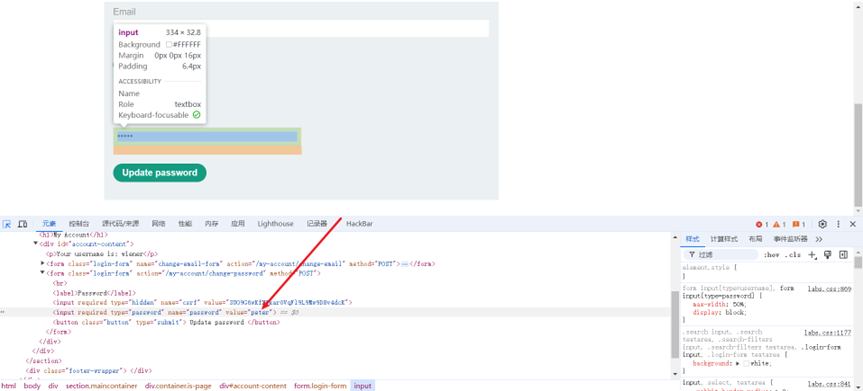 Email
input 334 × 32.8
Background #FFFFFF
Margin 0px 0px 16px
Padding 6.4px
ACCESSIBILITY
Name
Role textbox
Keyboard-focusable
•••••
Update password
元素 控制台 源代码/来源 网络 性能 内存 应用 Lighthouse 记录器 HackBar 1 1 1
<h1>My Account</h1>
<div id="account-content">
<p>Your username is: wiener</p>
<form class="login-form" name="change-email-form" action="/my-account/change-email" method="POST"> </form>
<form class="login-form" action="/my-account/change-password" method="POST">
<br>
<label>Password</label>
<input required type="hidden" name="csrf" value=
<input required type="password" name="password" value="peter"> == $0
<button class="button" type="submit"> Update password </button>
</form>
</div>
</div>
</section>
<div class="footer-wrapper"> </div>
html body div section.maincontainer div.container.is-page div#account-content form.login-form input
样式 计算样式 布局 事件监听器
过滤 :hov .cls
element.style {
}
form input[type=username], form labs.css:869
input[type=password] {
max-width: 50%;
display: block;
}
.search input, .search labs.css:1177
textarea, .search-filters
input, .search-filters textarea, .login-form
input, .login-form textarea {
background: white;
}
input, select, textarea { labs.css:841